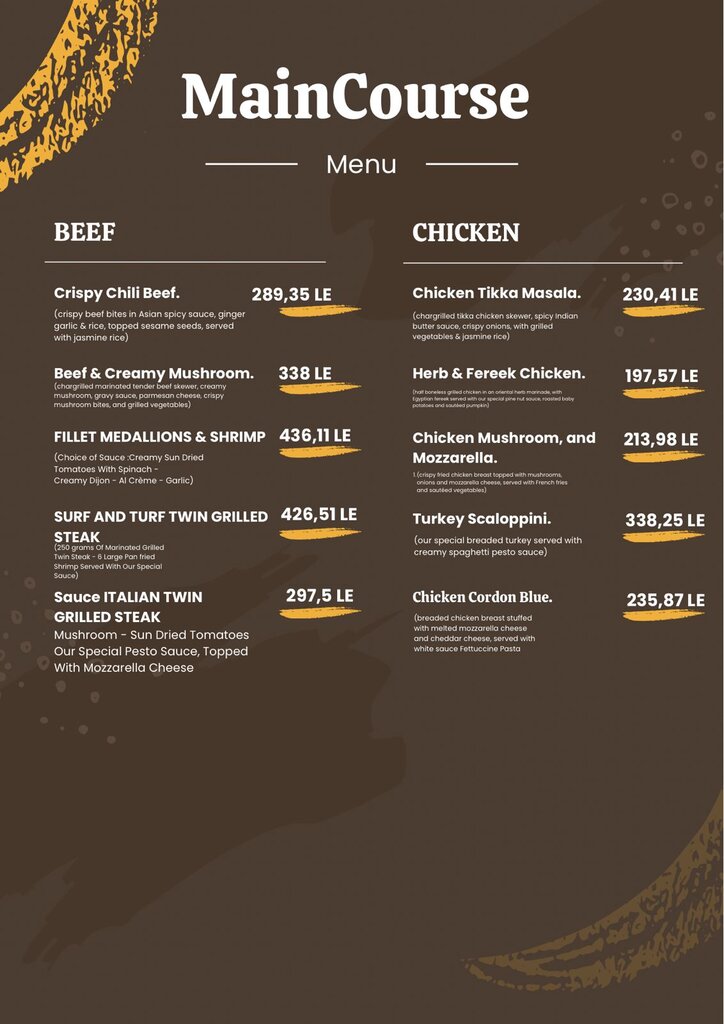 MainCourse
Menu
BEEF
Crispy Chili Beef. 289,35 LE
(crispy beef bites in Asian spicy sauce, ginger
garlic & rice, topped sesame seeds, served
with jasmine rice)
Beef & Creamy Mushroom. 338 LE
(chargrilled marinated tender beef skewer, creamy
mushroom, gravy sauce, parmesan cheese, crispy
mushroom bites, and grilled vegetables)
FILLET MEDALLIONS & SHRIMP 436,11 LE
(Choice of Sauce :Creamy Sun Dried
Tomatoes With Spinach -
Creamy Dijon - Al Crème - Garlic)
SURF AND TURF TWIN GRILLED 426,51 LE
STEAK
(250 grams Of Marinated Grilled
Twin Steak - 6 Large Pan fried
Shrimp Served With Our Special
Sauce)
Sauce ITALIAN TWIN 297,5 LE
GRILLED STEAK
Mushroom - Sun Dried Tomatoes
Our Special Pesto Sauce, Topped
With Mozzarella Cheese
CHICKEN
Chicken Tikka Masala. 230,41 LE
(chargrilled tikka chicken skewer, spicy Indian
butter sauce, crispy onions, with grilled
vegetables & jasmine rice)
Herb & Fereek Chicken. 197,57 LE
(half boneless grilled chicken in an oriental herb marinade, with
Egyptian fereek served with our special pine nut sauce, roasted baby
potatoes and sautéed pumpkin)
Chicken Mushroom, and 213,98 LE
Mozzarella.
1.(crispy fried chicken breast topped with mushrooms,
onions and mozzarella cheese, served with French fries
and sautéed vegetables)
Turkey Scaloppini. 338,25 LE
(our special breaded turkey served with
creamy spaghetti pesto sauce)
Chicken Cordon Blue. 235,87 LE
(breaded chicken breast stuffed
with melted mozzarella cheese
and cheddar cheese, served with
white sauce Fettuccine Pasta